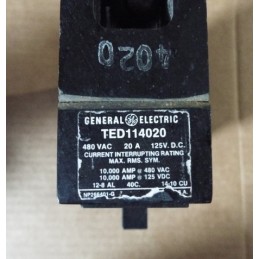 4020
GENERAL GE ELECTRIC
TED114020
480 VAC 20 A 125V. D.C.
CURRENT INTERRUPTING RATING
MAX. RMS. SYM.
10,000 AMP @ 480 VAC
10,000 AMP @ 125 VDC
12-8 AL 40C. 14-10 CU